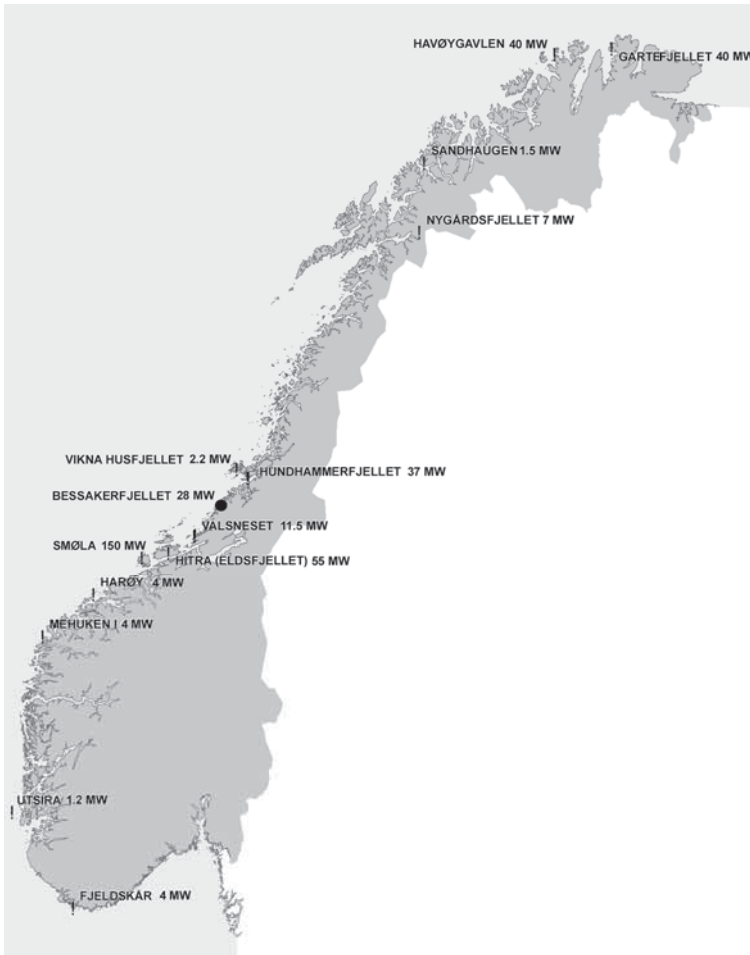 HAVØYGAVLEN 40 MW
GARTEFJELLET 40 MW
SANDHAUGEN 1.5 MW
NYGÅRDSFJELLET 7 MW
VIKNA HUSFJELLET 2.2 MW
HUNDHAMMERFJELLET 37 MW
BESSAKERFJELLET 28 MW
VALSNESET 11.5 MW
SMØLA 150 MW
HITRA (ELDSFJELLET) 55 MW
HARØY 4 MW
MEHUKEN I 4 MW
UTSIRA 1.2 MW
FJELDSKÅR 4 MW